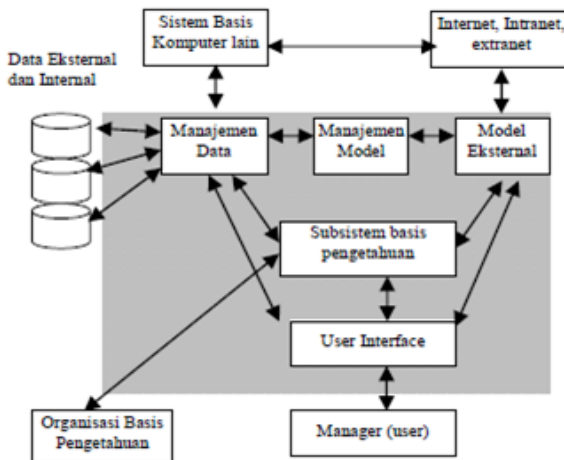 Sistem Basis
Komputer lain
Internet, Intranet,
extranet
Data Eksternal
dan Internal
Manajemen
Data
Manajemen
Model
Model
Eksternal
Subsistem basis
pengetahuan
User Interface
Organisasi Basis
Pengetahuan
Manager (user)